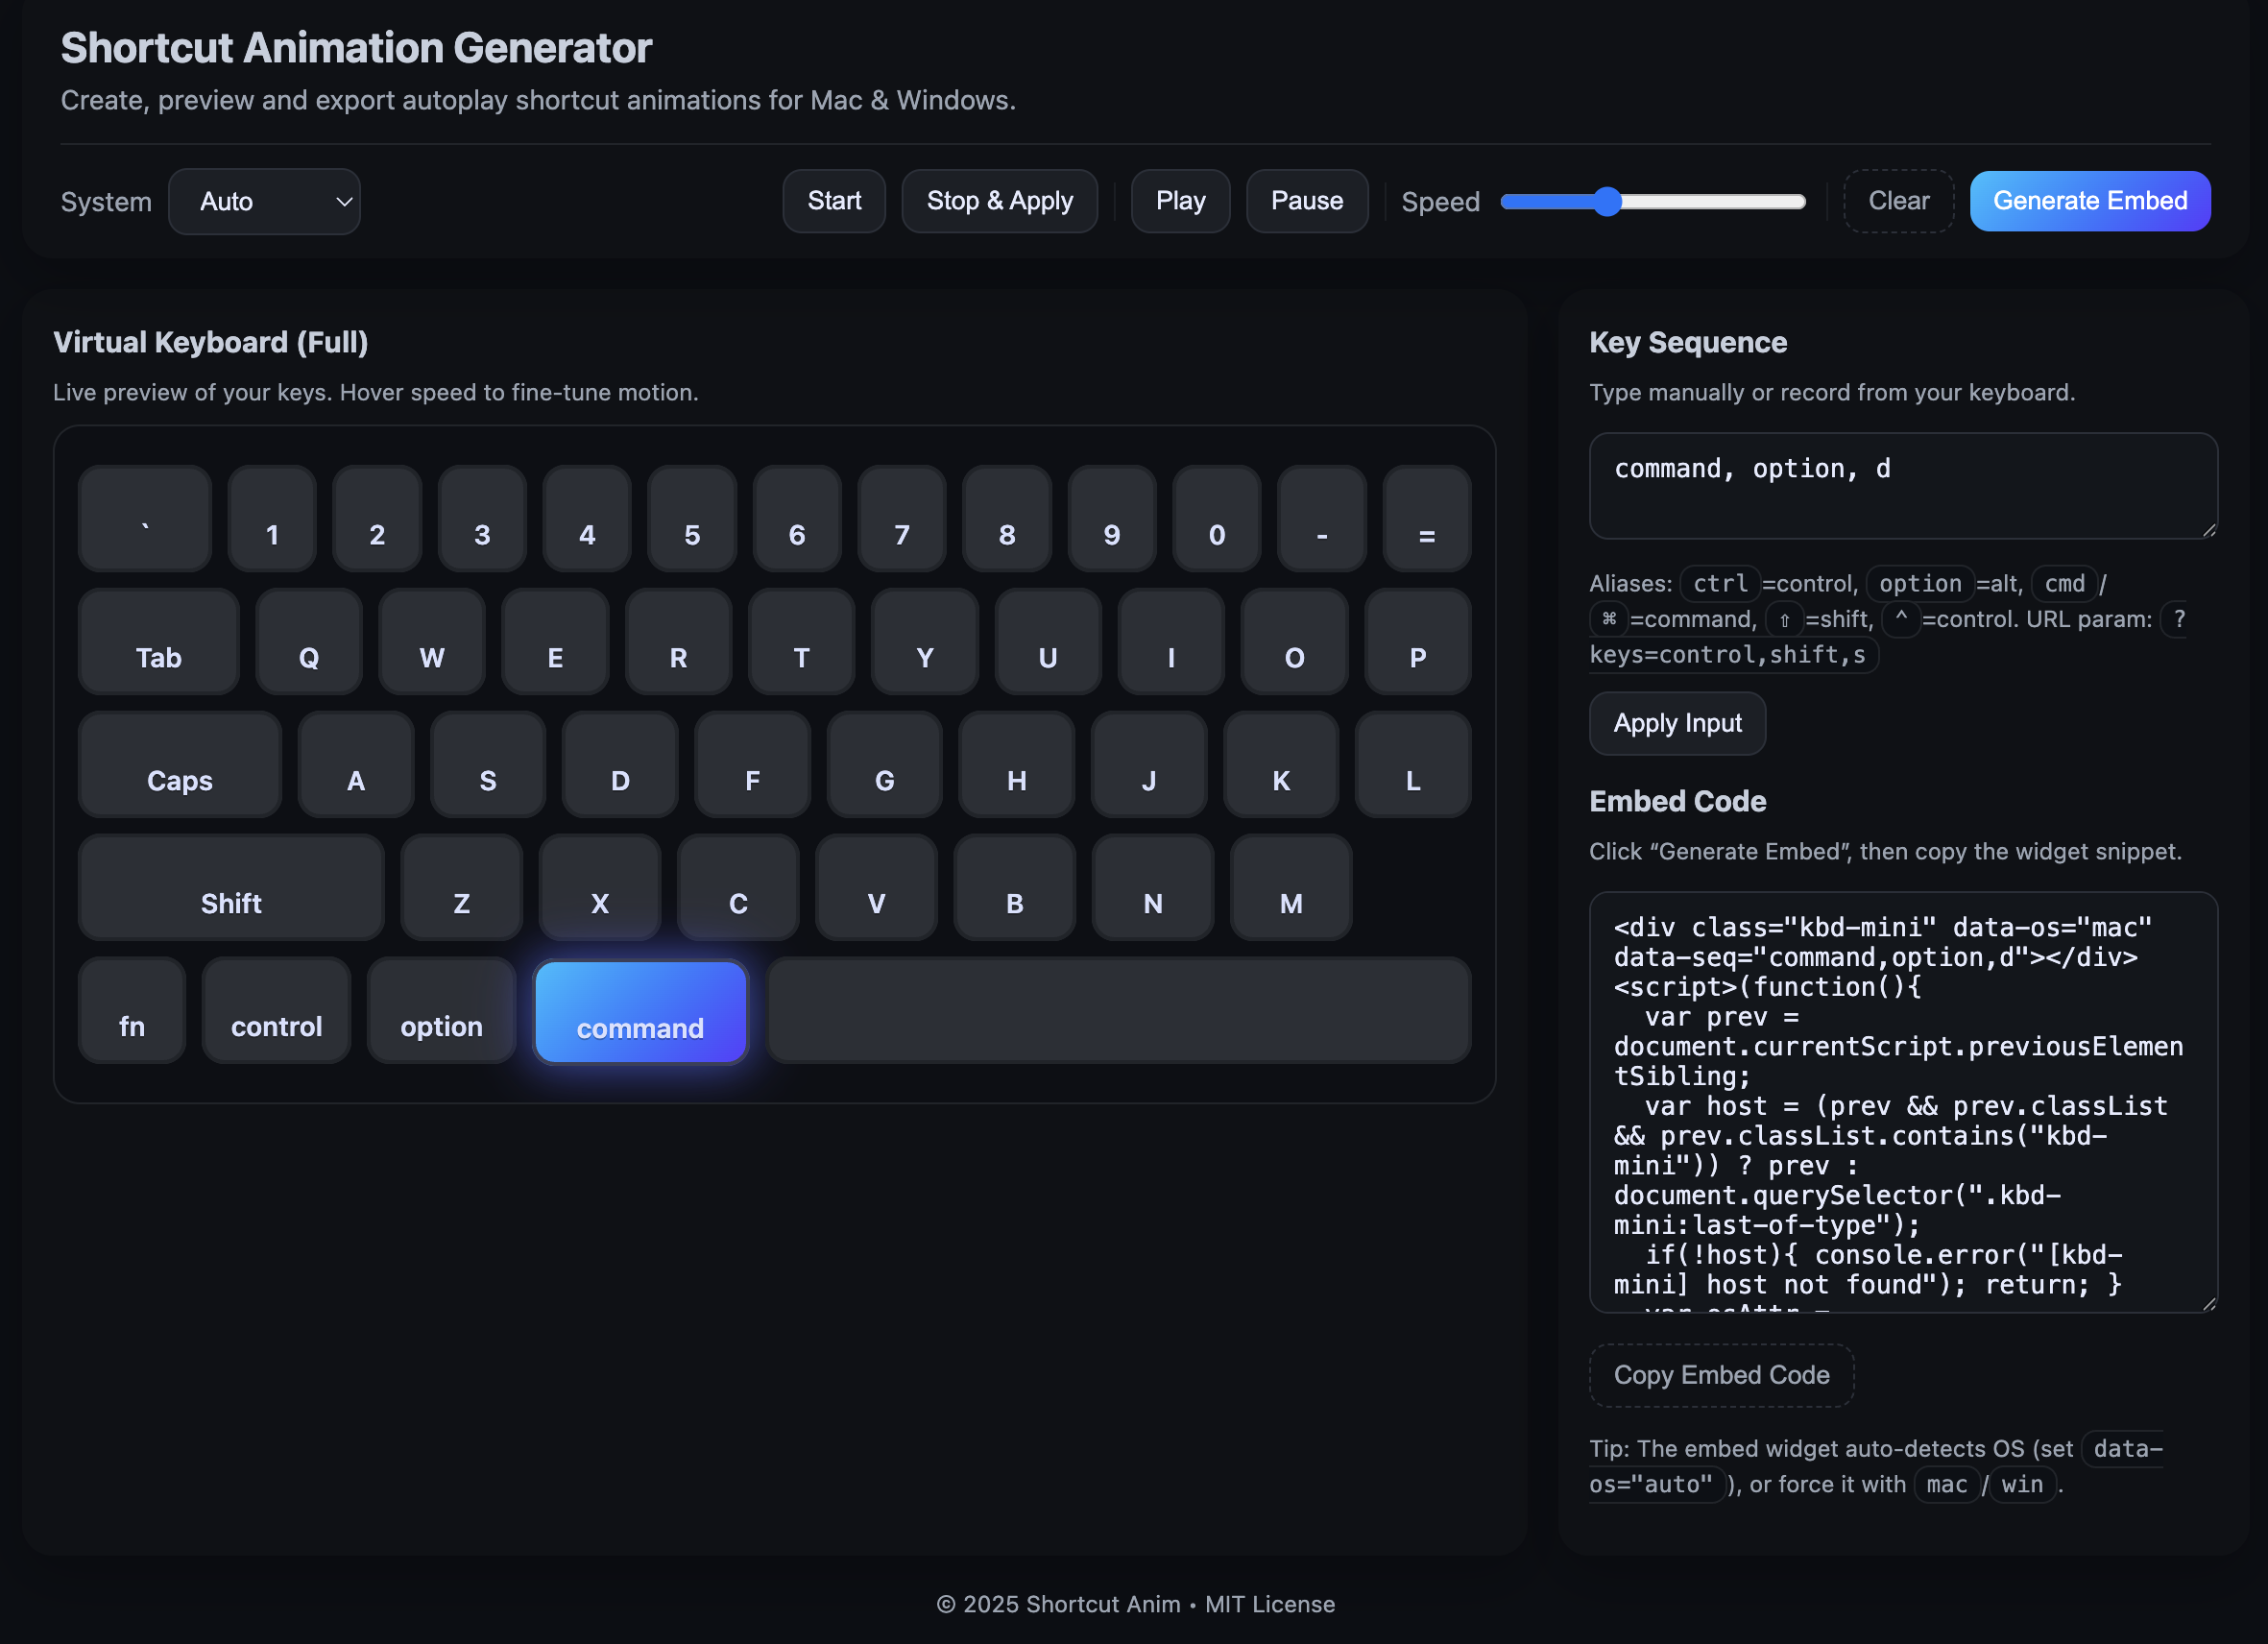 Shortcut Animation Generator
Create, preview and export autoplay shortcut animations for Mac & Windows.
System Auto Start Stop & Apply Play Pause Speed Clear Generate Embed
Virtual Keyboard (Full)
Live preview of your keys. Hover speed to fine-tune motion.
` 1 2 3 4 5 6 7 8 9 0 - =
Tab Q W E R T Y U I O P
Caps A S D F G H J K L
Shift Z X C V B N M
fn control option command
Key Sequence
Type manually or record from your keyboard.
command, option, d
Aliases: ctrl =control, option =alt, cmd /
⌘ =command, ⇧ =shift, ^ =control. URL param: ?
keys=control,shift,s
Apply Input
Embed Code
Click “Generate Embed”, then copy the widget snippet.
<div class="kbd-mini" data-os="mac"
data-seq="command,option,d"></div>
<script>(function(){
var prev =
document.currentScript.previousElemen
tSibling;
var host = (prev && prev.classList
&& prev.classList.contains("kbd-
mini")) ? prev :
document.querySelector(".kbd-
mini:last-of-type");
if(!host){ console.error("[kbd-
mini] host not found"); return; }
var osAttr =
Copy Embed Code
Tip: The embed widget auto-detects OS (set data-
os="auto" ), or force it with mac / win .
© 2025 Shortcut Anim • MIT License